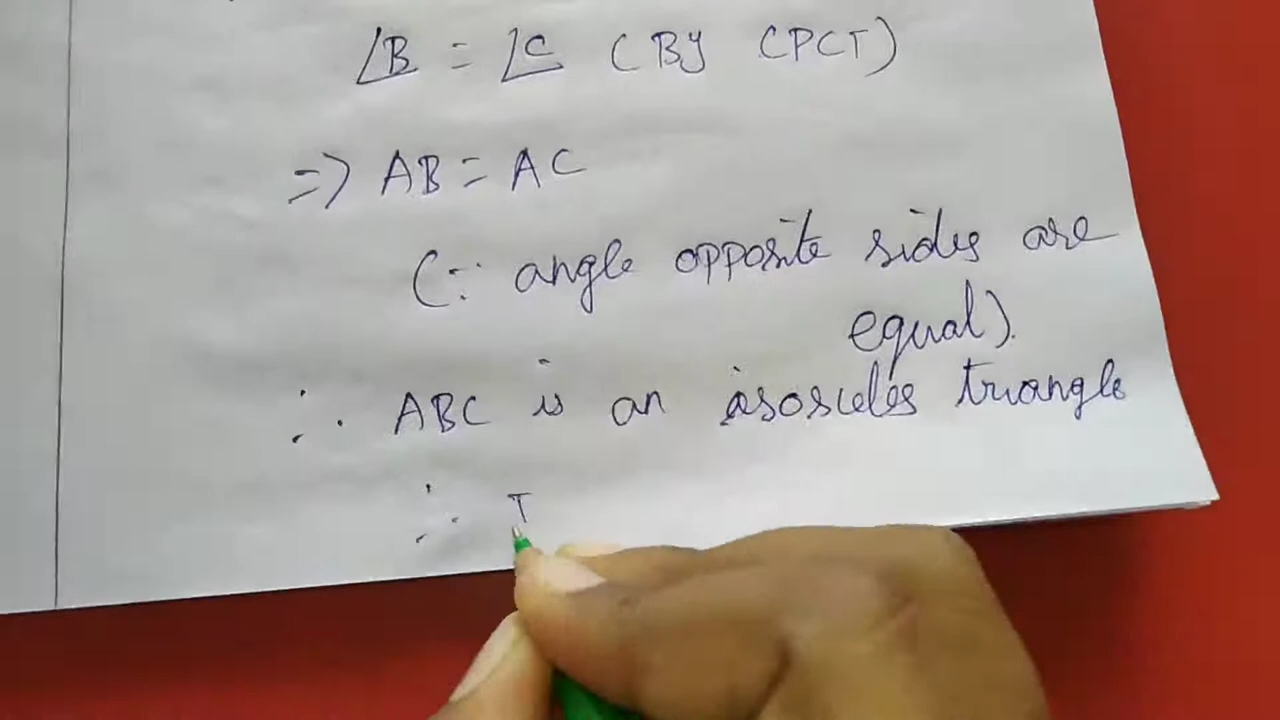 ∠B = ∠C (BY CPCT)
=> AB = AC
(∵ angle opposite sides are
equal).
∴ ABC is an isosceles triangle
∴ I